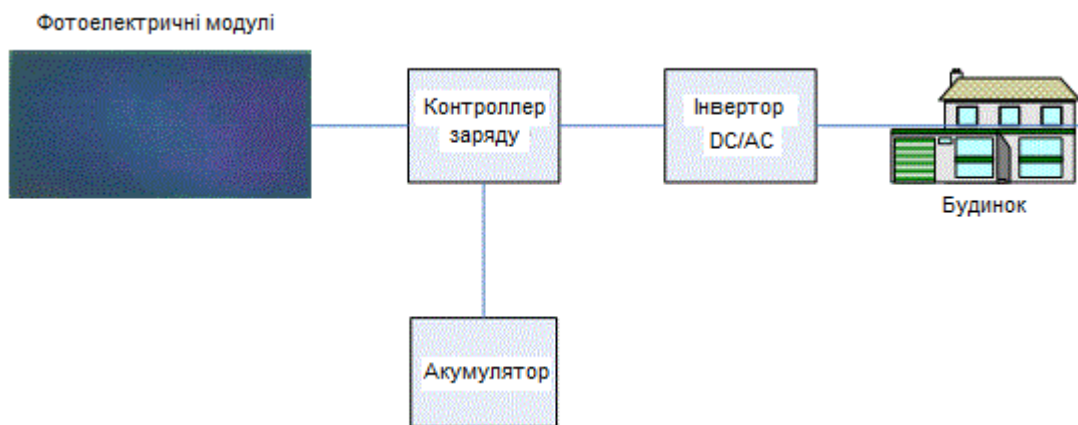 Фотоелектричні модулі
Контроллер
заряду
Інвертор
DC/AC
Будинок
Акумулятор